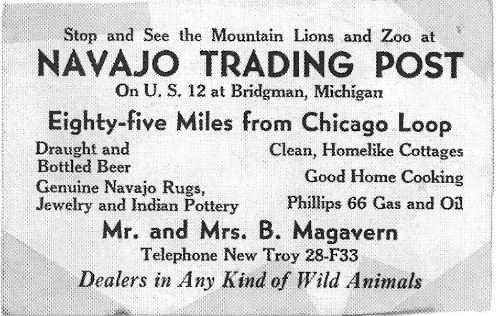 Stop and See the Mountain Lions and Zoo at
NAVAJO TRADING POST
On U. S. 12 at Bridgman, Michigan
Eighty-five Miles from Chicago Loop
Draught and
Bottled Beer
Genuine Navajo Rugs,
Jewelry and Indian Pottery
Clean, Homelike Cottages
Good Home Cooking
Phillips 66 Gas and Oil
Mr. and Mrs. B. Magavern
Telephone New Troy 28-F33
Dealers in Any Kind of Wild Animals